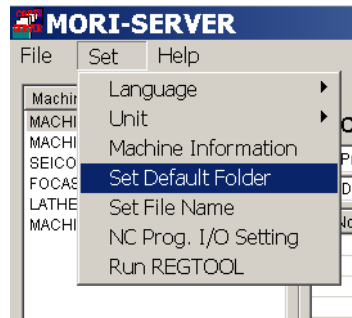 MORI-SERVER
File Set Help
Machin
MACHI
MACHI
SEICO
FOCAS
LATHE
MACHI
Language
Unit
Machine Information
Set Default Folder
Set File Name
NC Prog. I/O Setting
Run REGTOOL